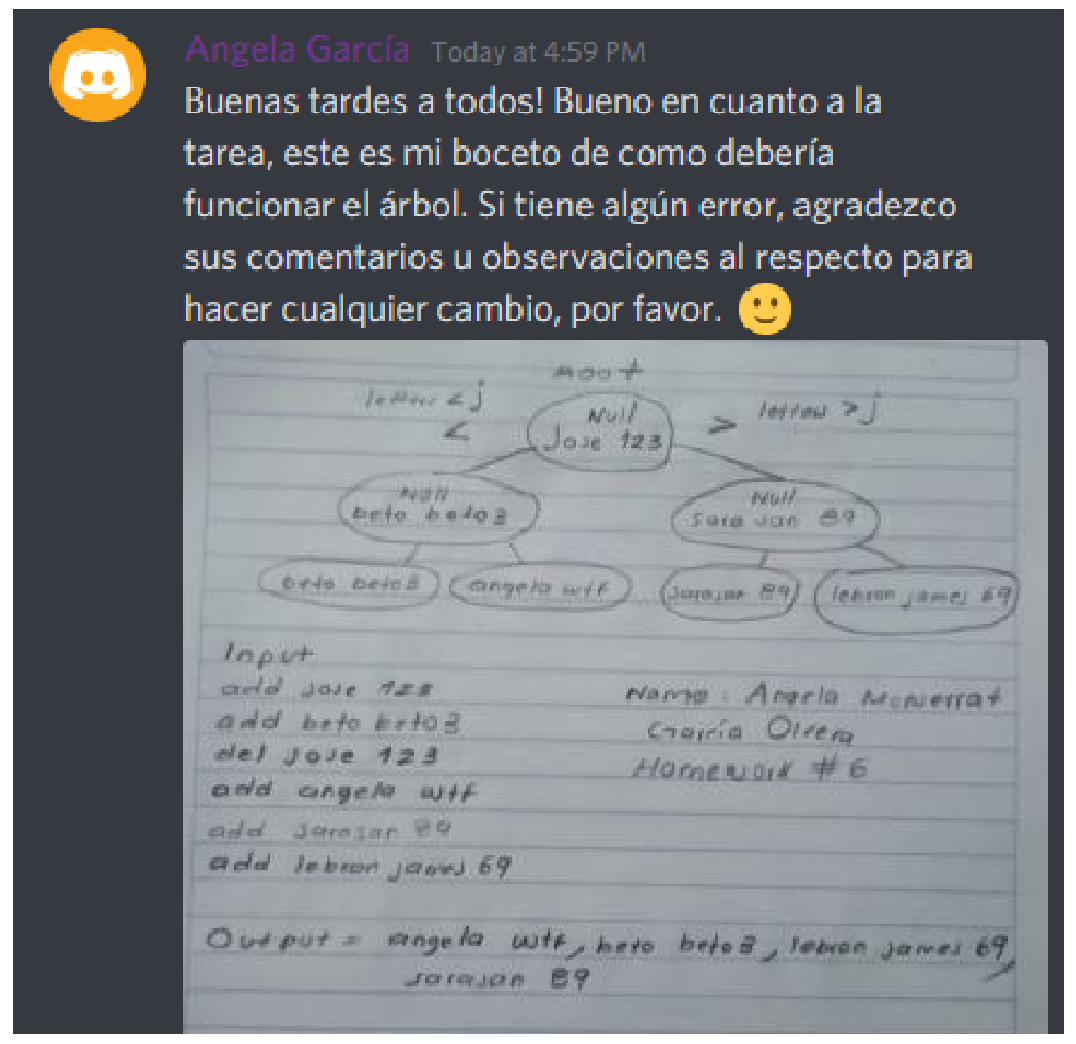 Angela García Today at 4:59 PM
Buenas tardes a todos! Bueno en cuanto a la
tarea, este es mi boceto de como debería
funcionar el árbol. Si tiene algún error, agradezco
sus comentarios u observaciones al respecto para
hacer cualquier cambio, por favor.
Root
letter < j
<
Null
Jose 123
>
letter > j
Null
beto beto3
Null
Sara san 89
beto beto3
angela wtf
sarasan 89
lebron james 69
Input
add Jose 123
add beto beto3
del Jose 123
add angela wtf
add sarasan 89
add lebron james 69
Name: Angela Monserrat
García Olvera
Homework #6
Output = angela wtf, beto beto3, lebron james 69,
sarasan 89